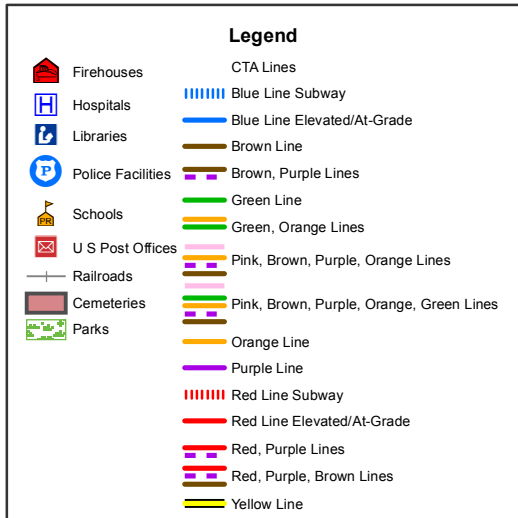 Legend
Firehouses
H
Hospitals
Libraries
P
Police Facilities
PR
Schools
U S Post Offices
Railroads
Cemeteries
Parks
CTA Lines
Blue Line Subway
Blue Line Elevated/At-Grade
Brown Line
Brown, Purple Lines
Green Line
Green, Orange Lines
Pink, Brown, Purple, Orange Lines
Pink, Brown, Purple, Orange, Green Lines
Orange Line
Purple Line
Red Line Subway
Red Line Elevated/At-Grade
Red, Purple Lines
Red, Purple, Brown Lines
Yellow Line